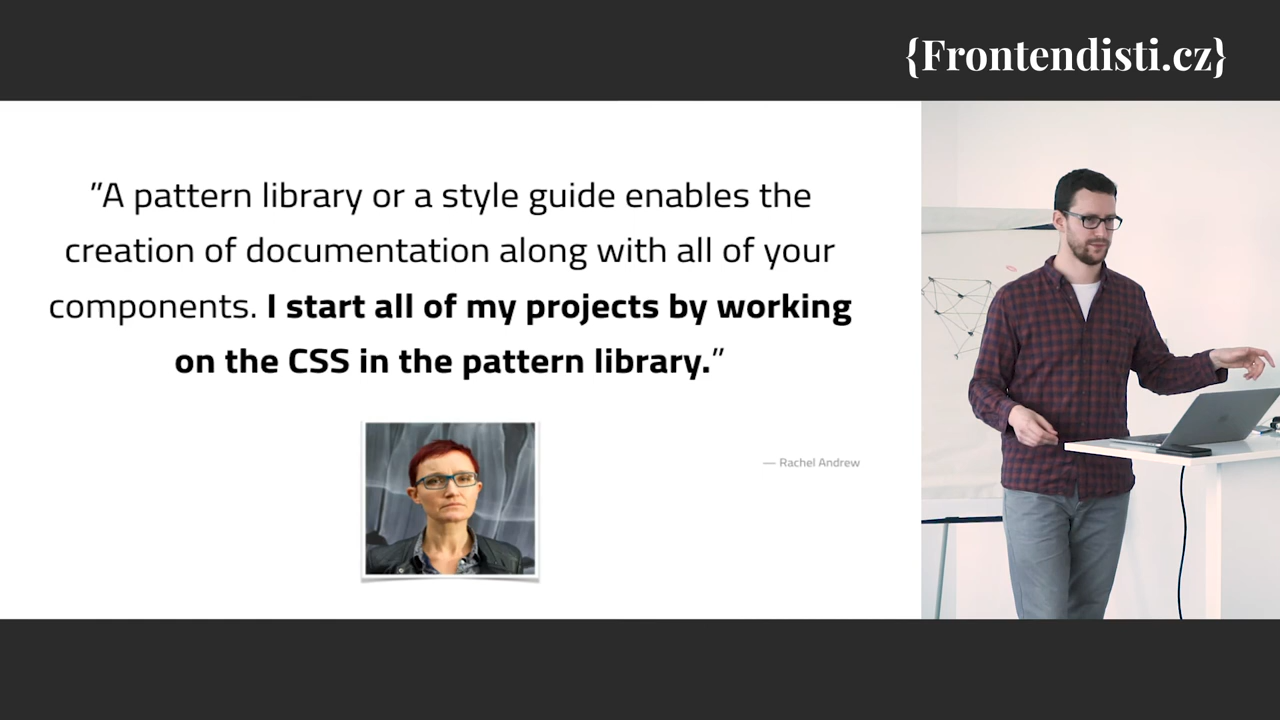 {Frontendisti.cz}
”A pattern library or a style guide enables the
creation of documentation along with all of your
components. I start all of my projects by working
on the CSS in the pattern library.”
— Rachel Andrew